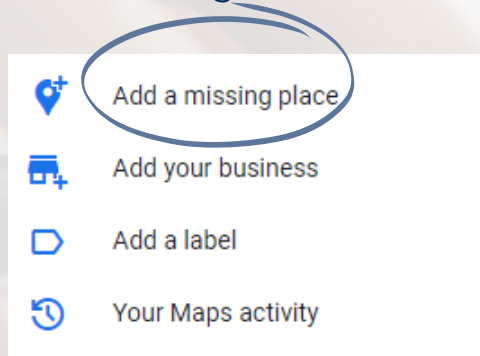 Add a missing place
Add your business
Add a label
Your Maps activity